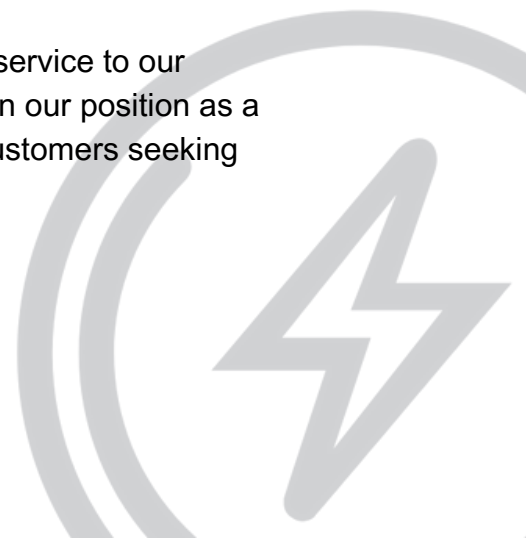 service to our
n our position as a
ustomers seeking